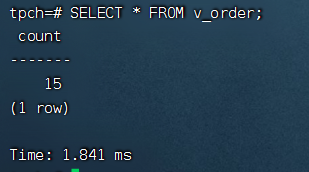 tpch=# SELECT * FROM v_order;
count
-------
15
(1 row)
Time: 1.841 ms